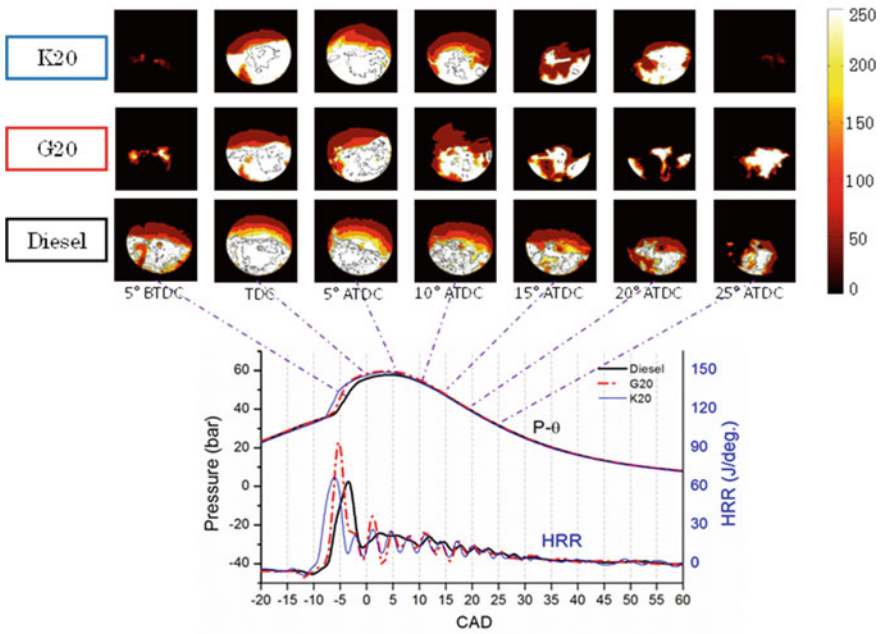 K20
G20
Diesel
250
200
150
100
50
0
5° BTDC TDC 5° ATDC 10° ATDC 15° ATDC 20° ATDC 25° ATDC
60
40
20
0
-20
-40
Pressure (bar)
Diesel
G20
K20
P-θ
HRR
150
120
90
60
30
0
HRR (J/deg.)
-20 -15 -10 -5 0 5 10 15 20 25 30 35 40 45 50 55 60
CAD